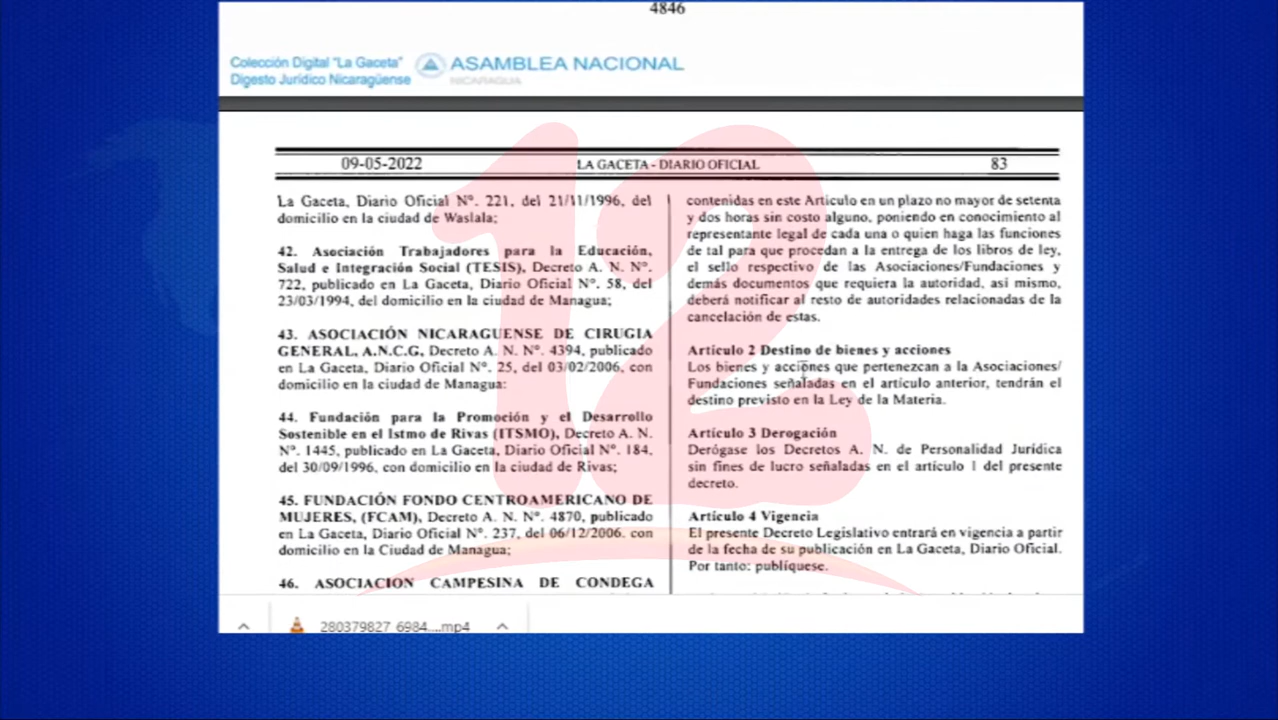 4846
Colección Digital "La Gaceta"
Digesto Jurídico Nicaragüense
ASAMBLEA NACIONAL
NICARAGUA
09-05-2022 LA GACETA - DIARIO OFICIAL 83
La Gaceta, Diario Oficial Nº. 221, del 21/11/1996, del
domicilio en la ciudad de Waslala;
42. Asociación Trabajadores para la Educación,
Salud e Integración Social (TESIS), Decreto A. N. Nº.
722, publicado en La Gaceta, Diario Oficial Nº. 58, del
23/03/1994, del domicilio en la ciudad de Managua;
43. ASOCIACIÓN NICARAGUENSE DE CIRUGIA
GENERAL, A.N.C.G, Decreto A. N. Nº. 4394, publicado
en La Gaceta, Diario Oficial Nº. 25, del 03/02/2006, con
domicilio en la ciudad de Managua:
44. Fundación para la Promoción y el Desarrollo
Sostenible en el Istmo de Rivas (ITSMO), Decreto A. N.
Nº. 1445, publicado en La Gaceta, Diario Oficial Nº. 184,
del 30/09/1996, con domicilio en la ciudad de Rivas;
45. FUNDACIÓN FONDO CENTROAMERICANO DE
MUJERES, (FCAM), Decreto A. N. Nº. 4870, publicado
en La Gaceta, Diario Oficial Nº. 237, del 06/12/2006. con
domicilio en la Ciudad de Managua;
46. ASOCIACION CAMPESINA DE CONDEGA
contenidas en este Artículo en un plazo no mayor de setenta
y dos horas sin costo alguno, poniendo en conocimiento al
representante legal de cada una o quien haga las funciones
de tal para que procedan a la entrega de los libros de ley,
el sello respectivo de las Asociaciones/Fundaciones y
demás documentos que requiera la autoridad, así mismo,
deberá notificar al resto de autoridades relacionadas de la
cancelación de estas.
Artículo 2 Destino de bienes y acciones
Los bienes y acciones que pertenezcan a la Asociaciones/
Fundaciones señaladas en el artículo anterior, tendrán el
destino previsto en la Ley de la Materia.
Artículo 3 Derogación
Derógase los Decretos A. N. de Personalidad Jurídica
sin fines de lucro señaladas en el artículo 1 del presente
decreto.
Artículo 4 Vigencia
El presente Decreto Legislativo entrará en vigencia a partir
de la fecha de su publicación en La Gaceta, Diario Oficial.
Por tanto: publíquese.
12
280379827_6984....mp4